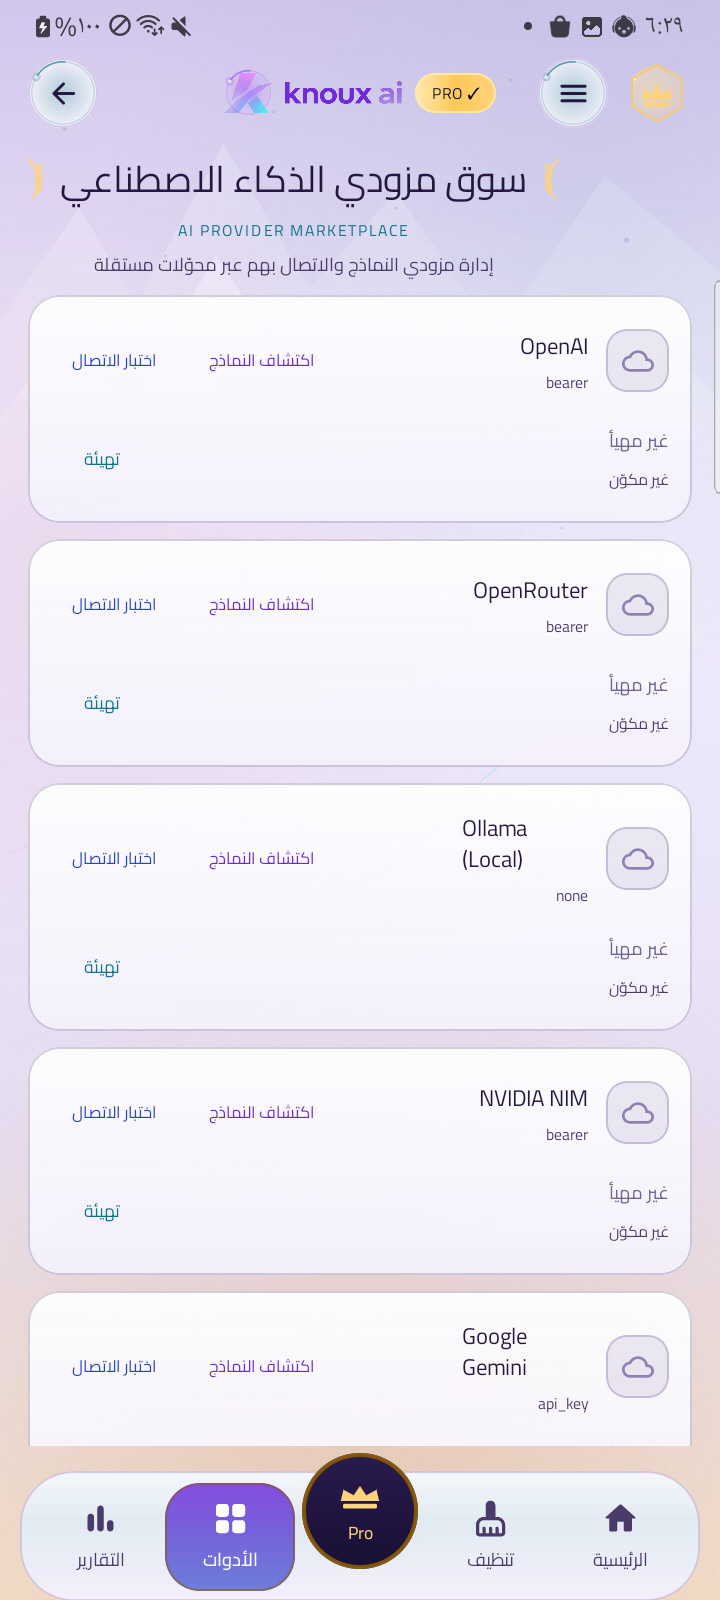 %١٠٠
٦:٢٩
knoux ai
PRO ✓
سوق مزودي الذكاء الاصطناعي
AI PROVIDER MARKETPLACE
إدارة مزودي النماذج والاتصال بهم عبر محوّلات مستقلة
OpenAI
bearer
اكتشاف النماذج
اختبار الاتصال
غير مهيأ
غير مكوّن
تهيئة
OpenRouter
bearer
اكتشاف النماذج
اختبار الاتصال
غير مهيأ
غير مكوّن
تهيئة
Ollama
(Local)
none
اكتشاف النماذج
اختبار الاتصال
غير مهيأ
غير مكوّن
تهيئة
NVIDIA NIM
bearer
اكتشاف النماذج
اختبار الاتصال
غير مهيأ
غير مكوّن
تهيئة
Google
Gemini
api_key
اكتشاف النماذج
اختبار الاتصال
الرئيسية
تنظيف
Pro
الأدوات
التقارير